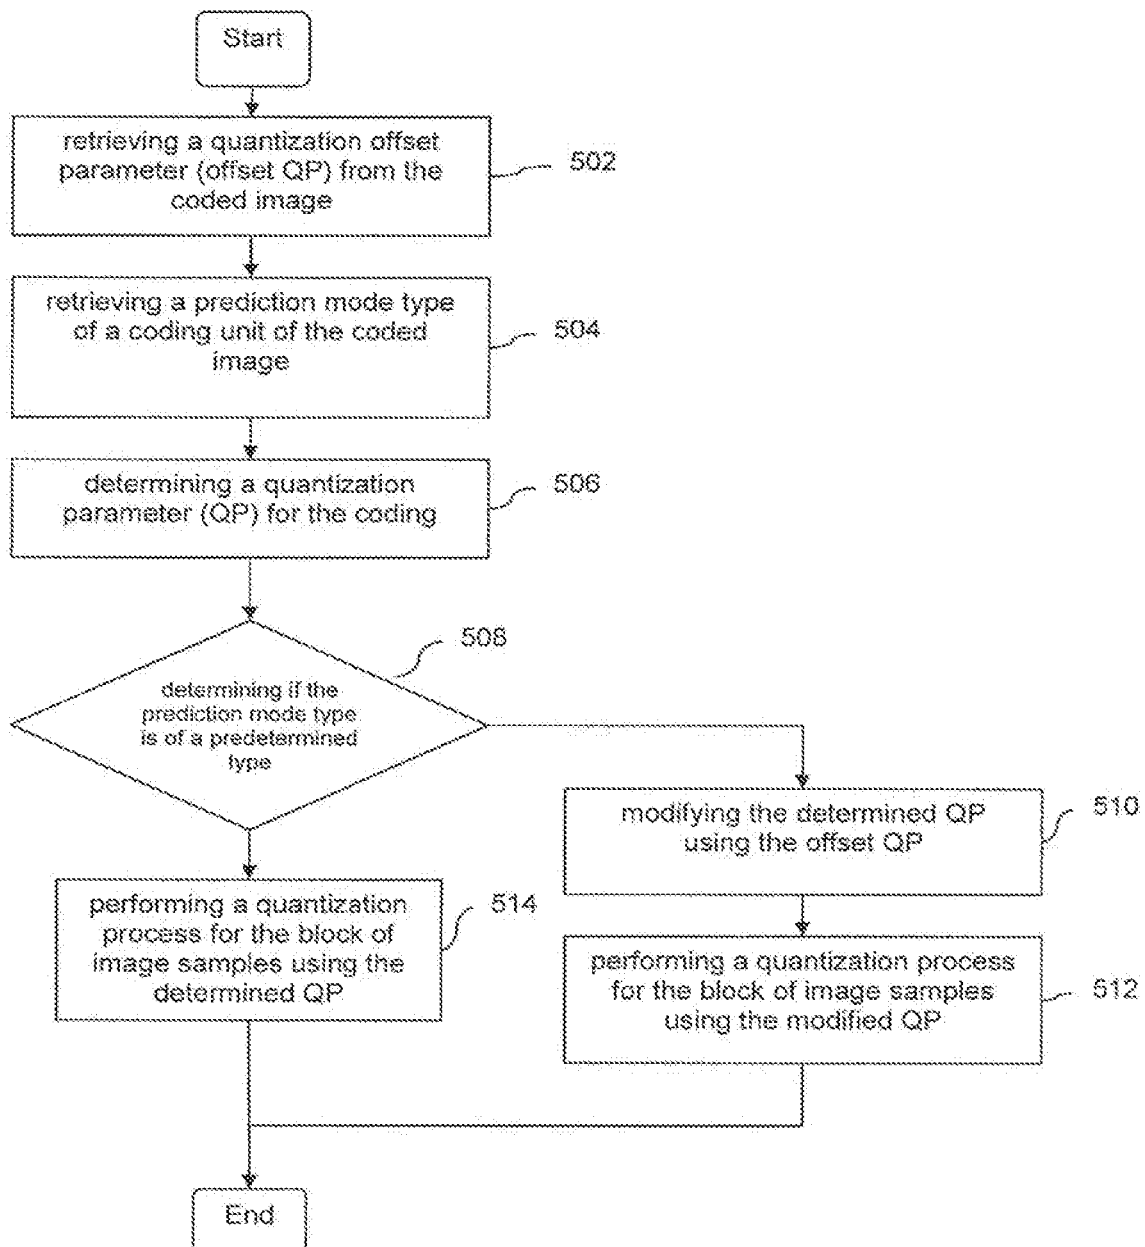 Start
retrieving a quantization offset
parameter (offset QP) from the
coded image
502
retrieving a prediction mode type
of a coding unit of the coded
image
504
determining a quantization
parameter (QP) for the coding
506
508
determining if the
prediction mode type
is of a predetermined
type
modifying the determined QP
using the offset QP
510
performing a quantization
process for the block of
image samples using the
determined QP
514
performing a quantization process
for the block of image samples
using the modified QP
512
End